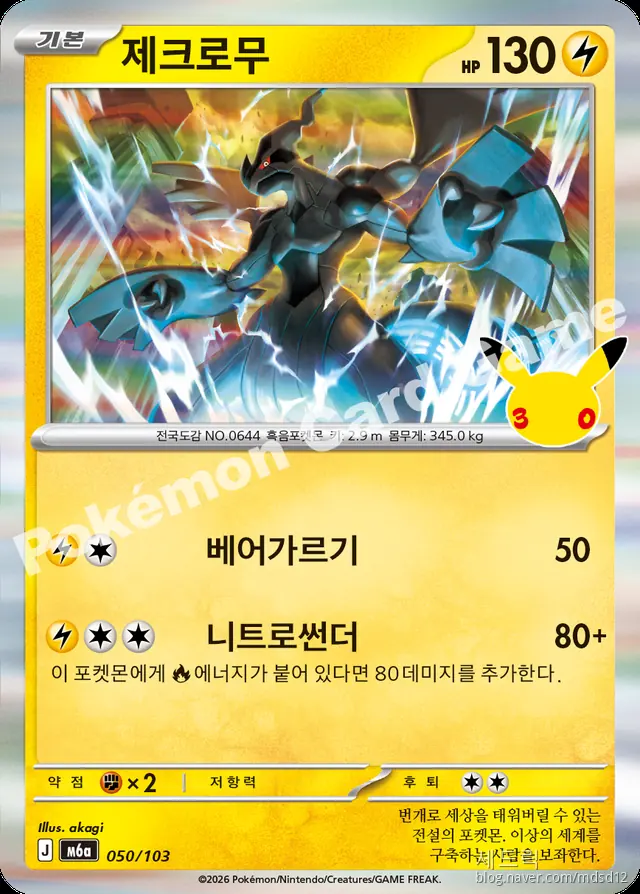 기본
제크로무
HP 130
Pokémon Card Game
30
전국도감 NO.0644 흑음포켓몬 키: 2.9 m 몸무게: 345.0 kg
베어가르기 50
니트로썬더 80+
이 포켓몬에게 에너지가 붙어 있다면 80데미지를 추가한다.
약점 ×2 저항력 후퇴
Illus. akagi
J M6a 050/103
번개로 세상을 태워버릴 수 있는
전설의 포켓몬. 이상의 세계를
구축하는 사람을 보좌한다.
blog.naver.com/mdsd12
©2026 Pokémon/Nintendo/Creatures/GAME FREAK.